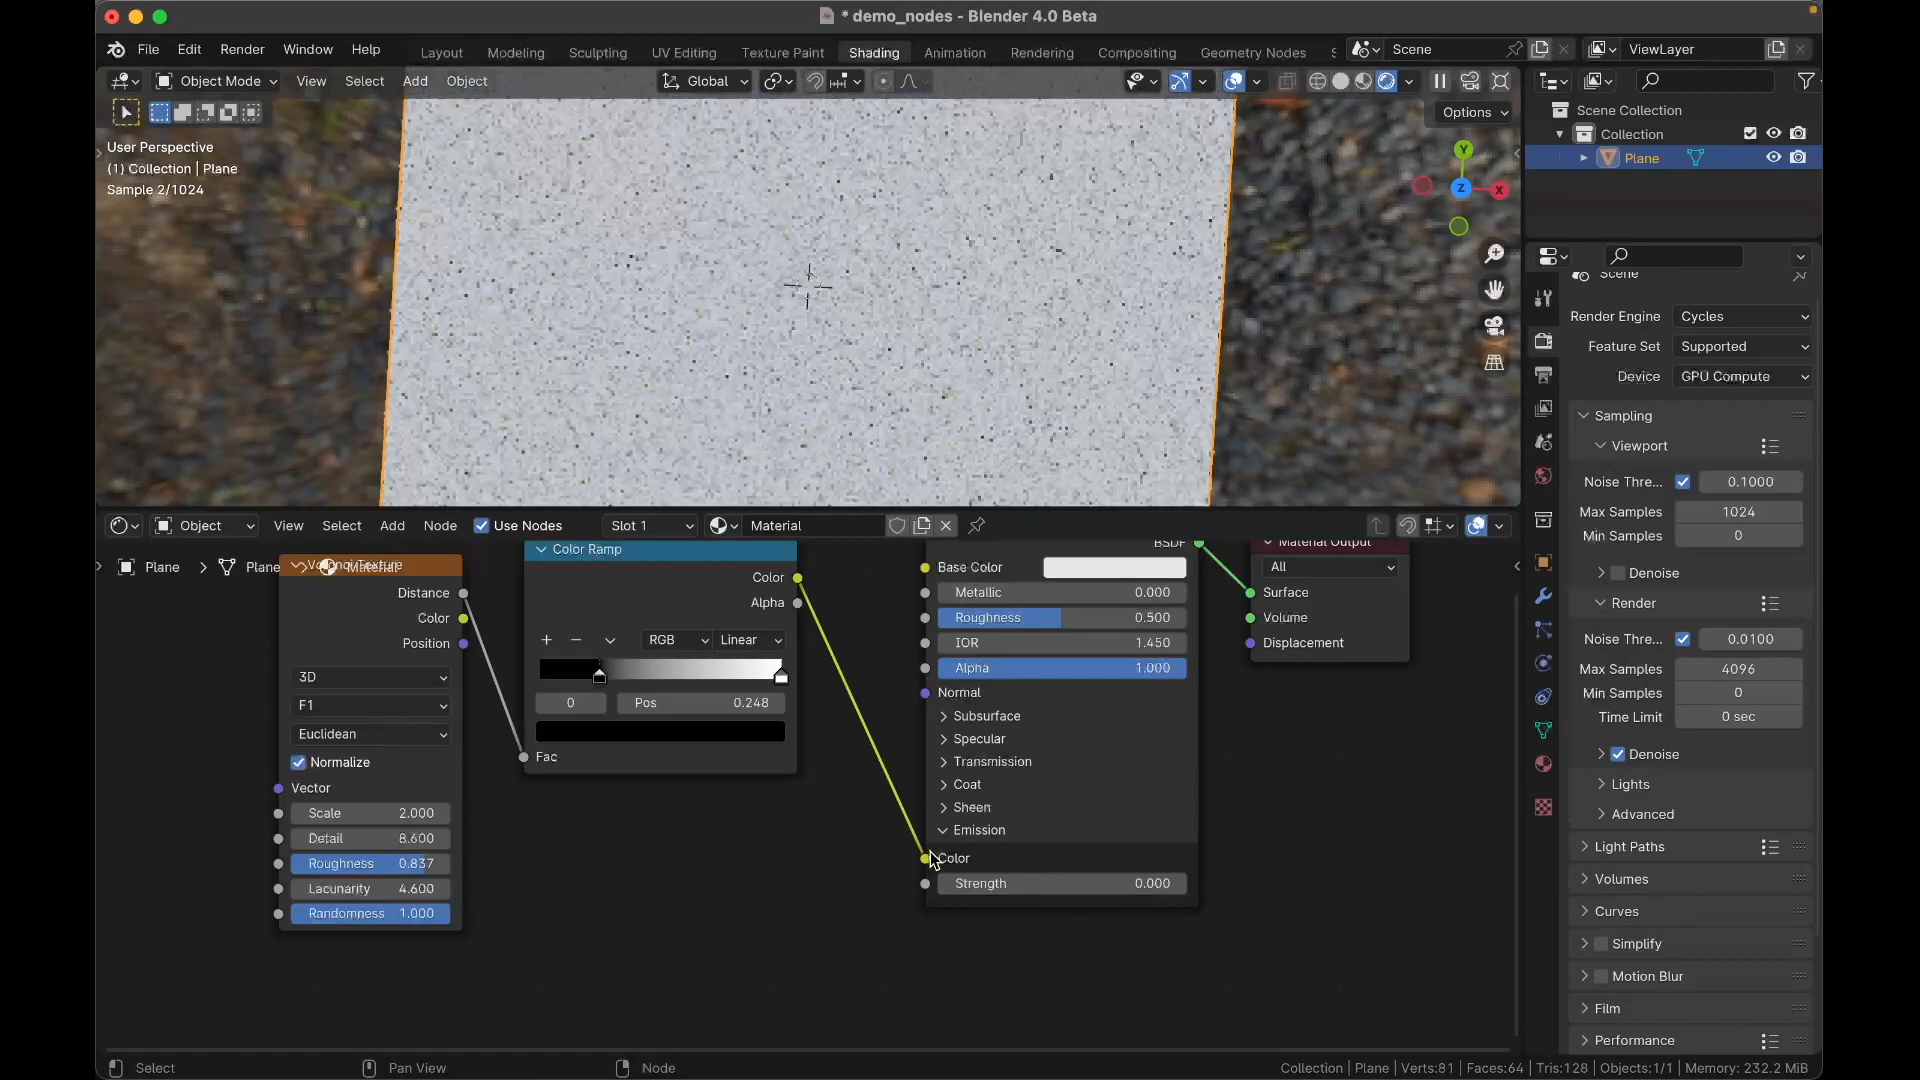 * demo_nodes - Blender 4.0 Beta
File Edit Render Window Help
Layout Modeling Sculpting UV Editing Texture Paint Shading Animation Rendering Compositing Geometry Nodes
Scene
ViewLayer
Object Mode View Select Add Object
Global
Options
User Perspective
(1) Collection | Plane
Sample 2/1024
Y
Z
X
Scene Collection
Collection
Plane
Scene
Render Engine Cycles
Feature Set Supported
Device GPU Compute
Sampling
Viewport
Noise Thre... 0.1000
Max Samples 1024
Min Samples 0
Denoise
Render
Noise Thre... 0.0100
Max Samples 4096
Min Samples 0
Time Limit 0 sec
Denoise
Lights
Advanced
Light Paths
Volumes
Curves
Simplify
Motion Blur
Film
Performance
Object View Select Add Node Use Nodes Slot 1 Material
Plane > Plane > Material
Voronoi Texture
Distance
Color
Position
3D
F1
Euclidean
Normalize
Vector
Scale 2.000
Detail 8.600
Roughness 0.837
Lacunarity 4.600
Randomness 1.000
Color Ramp
Color
Alpha
RGB Linear
0 Pos 0.248
Fac
BSDF
Base Color
Metallic 0.000
Roughness 0.500
IOR 1.450
Alpha 1.000
Normal
Subsurface
Specular
Transmission
Coat
Sheen
Emission
Color
Strength 0.000
Material Output
All
Surface
Volume
Displacement
Select Pan View Node
Collection | Plane | Verts:81 | Faces:64 | Tris:128 | Objects:1/1 | Memory: 232.2 MiB